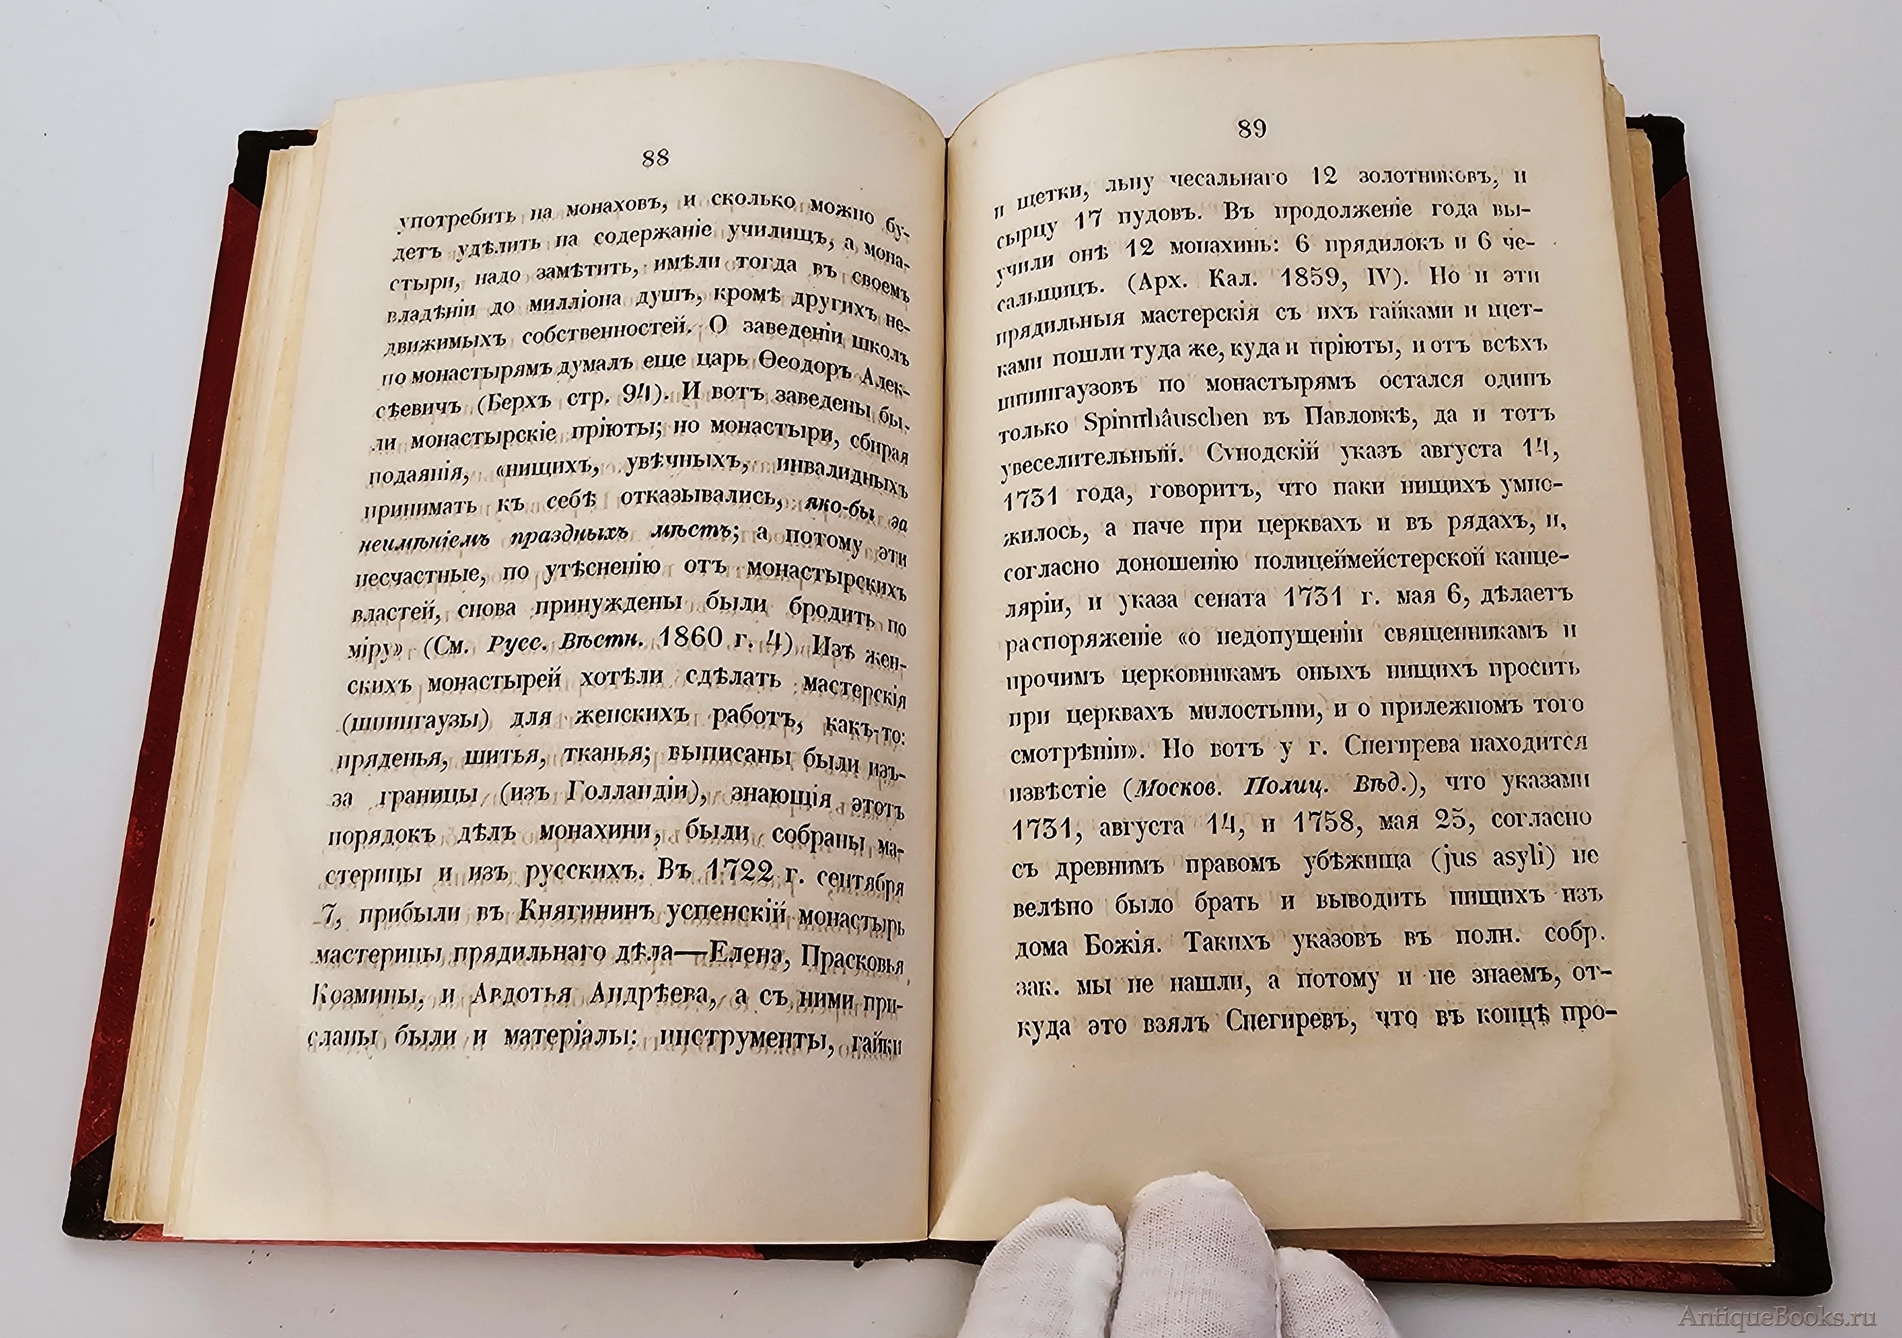 88
употребить на монаховъ, и сколько можно бу-
детъ удѣлить на содержаніе училищъ, а мона-
стыри, надо замѣтить, имѣли тогда въ своемъ
владѣніи до милліона душъ, кромѣ другихъ не-
движимыхъ собственностей. О заведеніи школъ
по монастырямъ думалъ еще царь Ѳеодоръ Алек-
сѣевичъ (Берхъ стр. 94). И вотъ заведены бы-
ли монастырскіе пріюты; но монастыри, сбирая
подаянія, «нищихъ, увѣчныхъ, инвалидныхъ
принимать къ себѣ отказывались, яко-бы за
неимѣніемъ праздныхъ мѣстъ; а потому эти
несчастные, по утѣсненію отъ монастырскихъ
властей, снова принуждены были бродить по
міру» (См. Русс. Вѣстн. 1860 г. 4) Изъ жен-
скихъ монастырей хотѣли сдѣлать мастерскія
(шпингаузы) для женскихъ работъ, какъ-то:
пряденья, шитья, тканья; выписаны были изъ-
за границы (изъ Голландіи), знающія этотъ
порядокъ дѣлъ монахини, были собраны ма-
стерицы и изъ русскихъ. Въ 1722 г. сентября
7, прибыли въ Княгининъ успенскій монастырь
мастерицы прядильнаго дѣла—Елена, Прасковья
Козмины, и Авдотья Андрѣева, а съ ними при-
сланы были и матеріалы: инструменты, гайки
89
и щетки, льну чесальнаго 12 золотниковъ, и
сырцу 17 пудовъ. Въ продолженіе года вы-
учили онѣ 12 монахинь: 6 прядилокъ и 6 че-
сальщицъ. (Арх. Кал. 1859, IV). Но и эти
прядильныя мастерскія съ ихъ гайками и щет-
ками пошли туда же, куда и пріюты, и отъ всѣхъ
шпингаузовъ по монастырямъ остался одинъ
только Spinnhâuschen въ Павловкѣ, да и тотъ
увеселительный. Сѵнодскій указъ августа 14,
1731 года, говоритъ, что паки нищихъ умно-
жилось, а паче при церквахъ и въ рядахъ, и,
согласно доношенію полицеймейстерской канце-
ляріи, и указа сената 1731 г. мая 6, дѣлаетъ
распоряженіе «о недопущеніи священникамъ и
прочимъ церковникамъ оныхъ нищихъ просить
при церквахъ милостыни, и о прилежномъ того
смотрѣніи». Но вотъ у г. Снегирева находится
извѣстіе (Москов. Полиц. Вѣд.), что указами
1731, августа 14, и 1758, мая 25, согласно
съ древнимъ правомъ убѣжища (jus asyli) не
велѣно было брать и выводить нищихъ изъ
дома Божія. Такихъ указовъ въ полн. собр.
зак. мы не нашли, а потому и не знаемъ, от-
куда это взялъ Снегиревъ, что въ концѣ про-
AntiqueBooks.ru